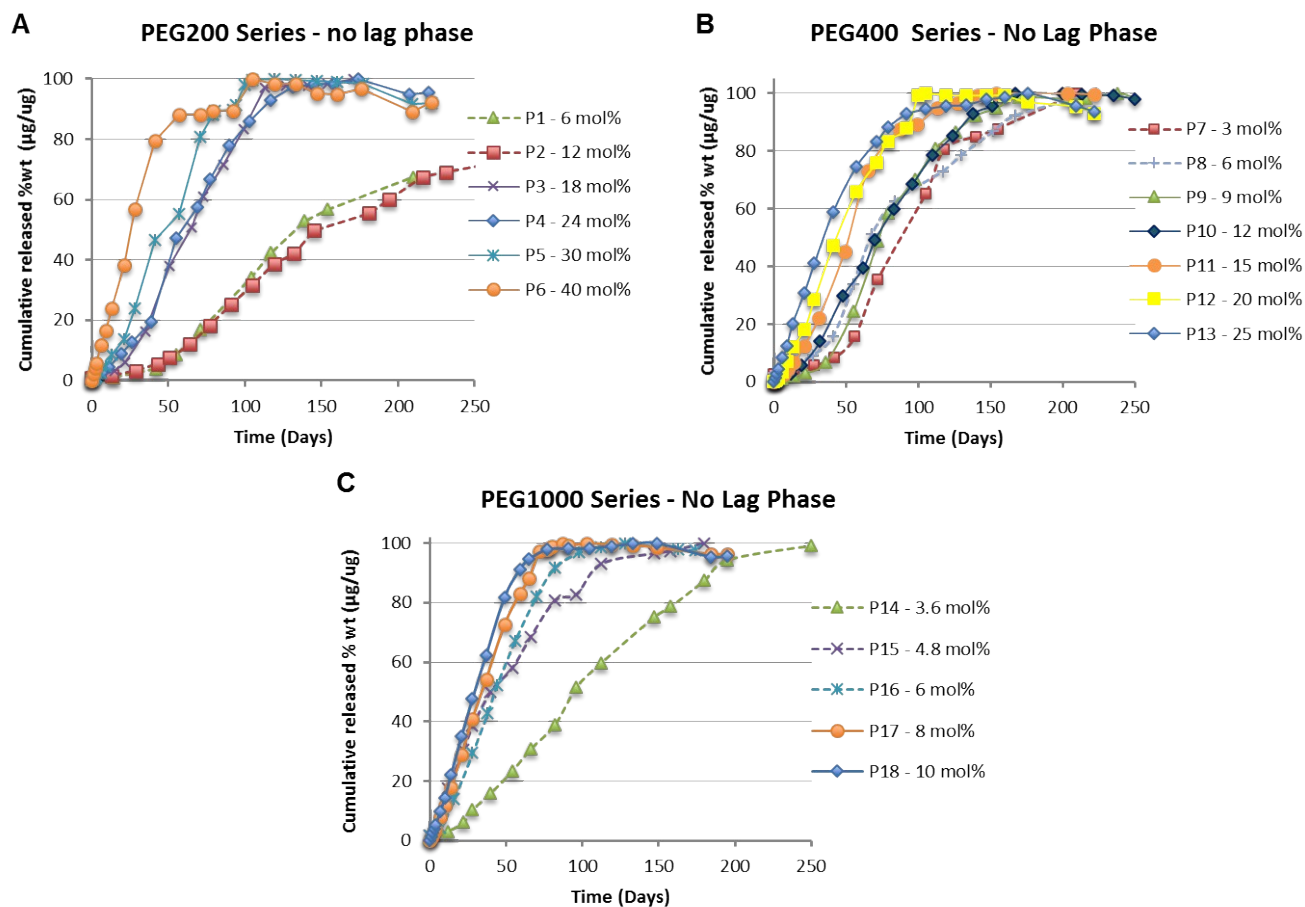 A
PEG200 Series - no lag phase
Cumulative released %wt (µg/ug)
100
80
60
40
20
0
0
50
100
150
200
250
Time (Days)
P1 - 6 mol%
P2 - 12 mol%
P3 - 18 mol%
P4 - 24 mol%
P5 - 30 mol%
P6 - 40 mol%
B
PEG400 Series - No Lag Phase
Cumulative released % wt (µg/ug)
100
80
60
40
20
0
0
50
100
150
200
250
Time (Days)
P7 - 3 mol%
P8 - 6 mol%
P9 - 9 mol%
P10 - 12 mol%
P11 - 15 mol%
P12 - 20 mol%
P13 - 25 mol%
C
PEG1000 Series - No Lag Phase
Cumulative released % wt (µg/ug)
100
80
60
40
20
0
0
50
100
150
200
250
Time (Days)
P14 - 3.6 mol%
P15 - 4.8 mol%
P16 - 6 mol%
P17 - 8 mol%
P18 - 10 mol%